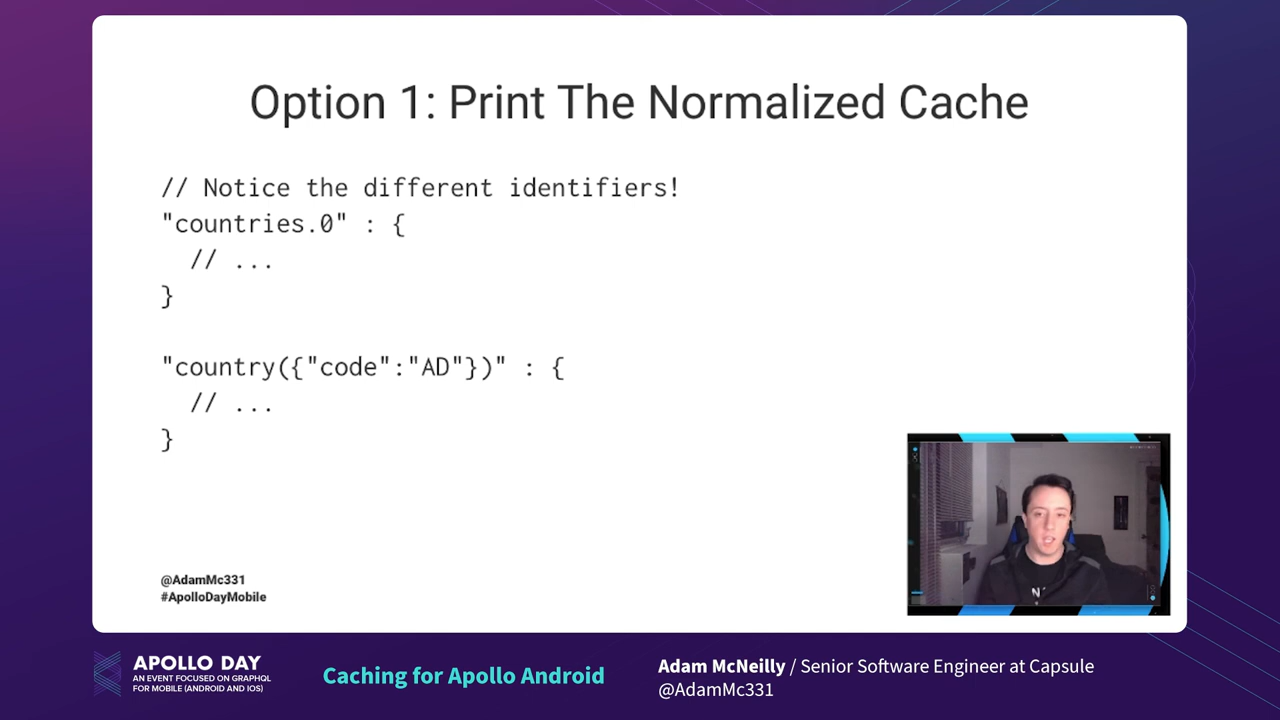 Option 1: Print The Normalized Cache
// Notice the different identifiers!
"countries.0" : {
// ...
}
"country({"code":"AD"})" : {
// ...
}
@AdamMc331
#ApolloDayMobile
APOLLO DAY
AN EVENT FOCUSED ON GRAPHQL
FOR MOBILE (ANDROID AND IOS)
Caching for Apollo Android
Adam McNeilly / Senior Software Engineer at Capsule
@AdamMc331